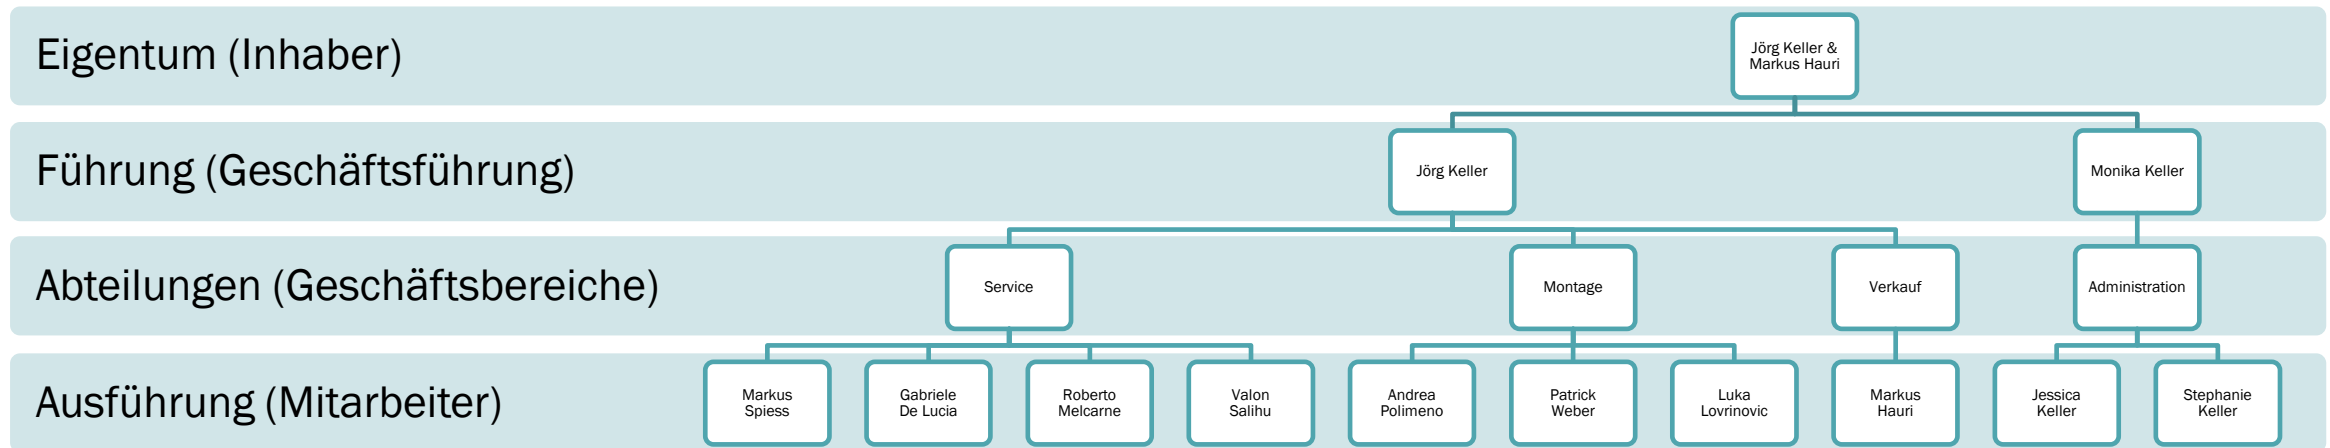 Eigentum (Inhaber)
Jörg Keller &
Markus Hauri
Führung (Geschäftsführung)
Jörg Keller
Monika Keller
Abteilungen (Geschäftsbereiche)
Service
Montage
Verkauf
Administration
Ausführung (Mitarbeiter)
Markus
Spiess
Gabriele
De Lucia
Roberto
Melcarne
Valon
Salihu
Andrea
Polimeno
Patrick
Weber
Luka
Lovrinovic
Markus
Hauri
Jessica
Keller
Stephanie
Keller